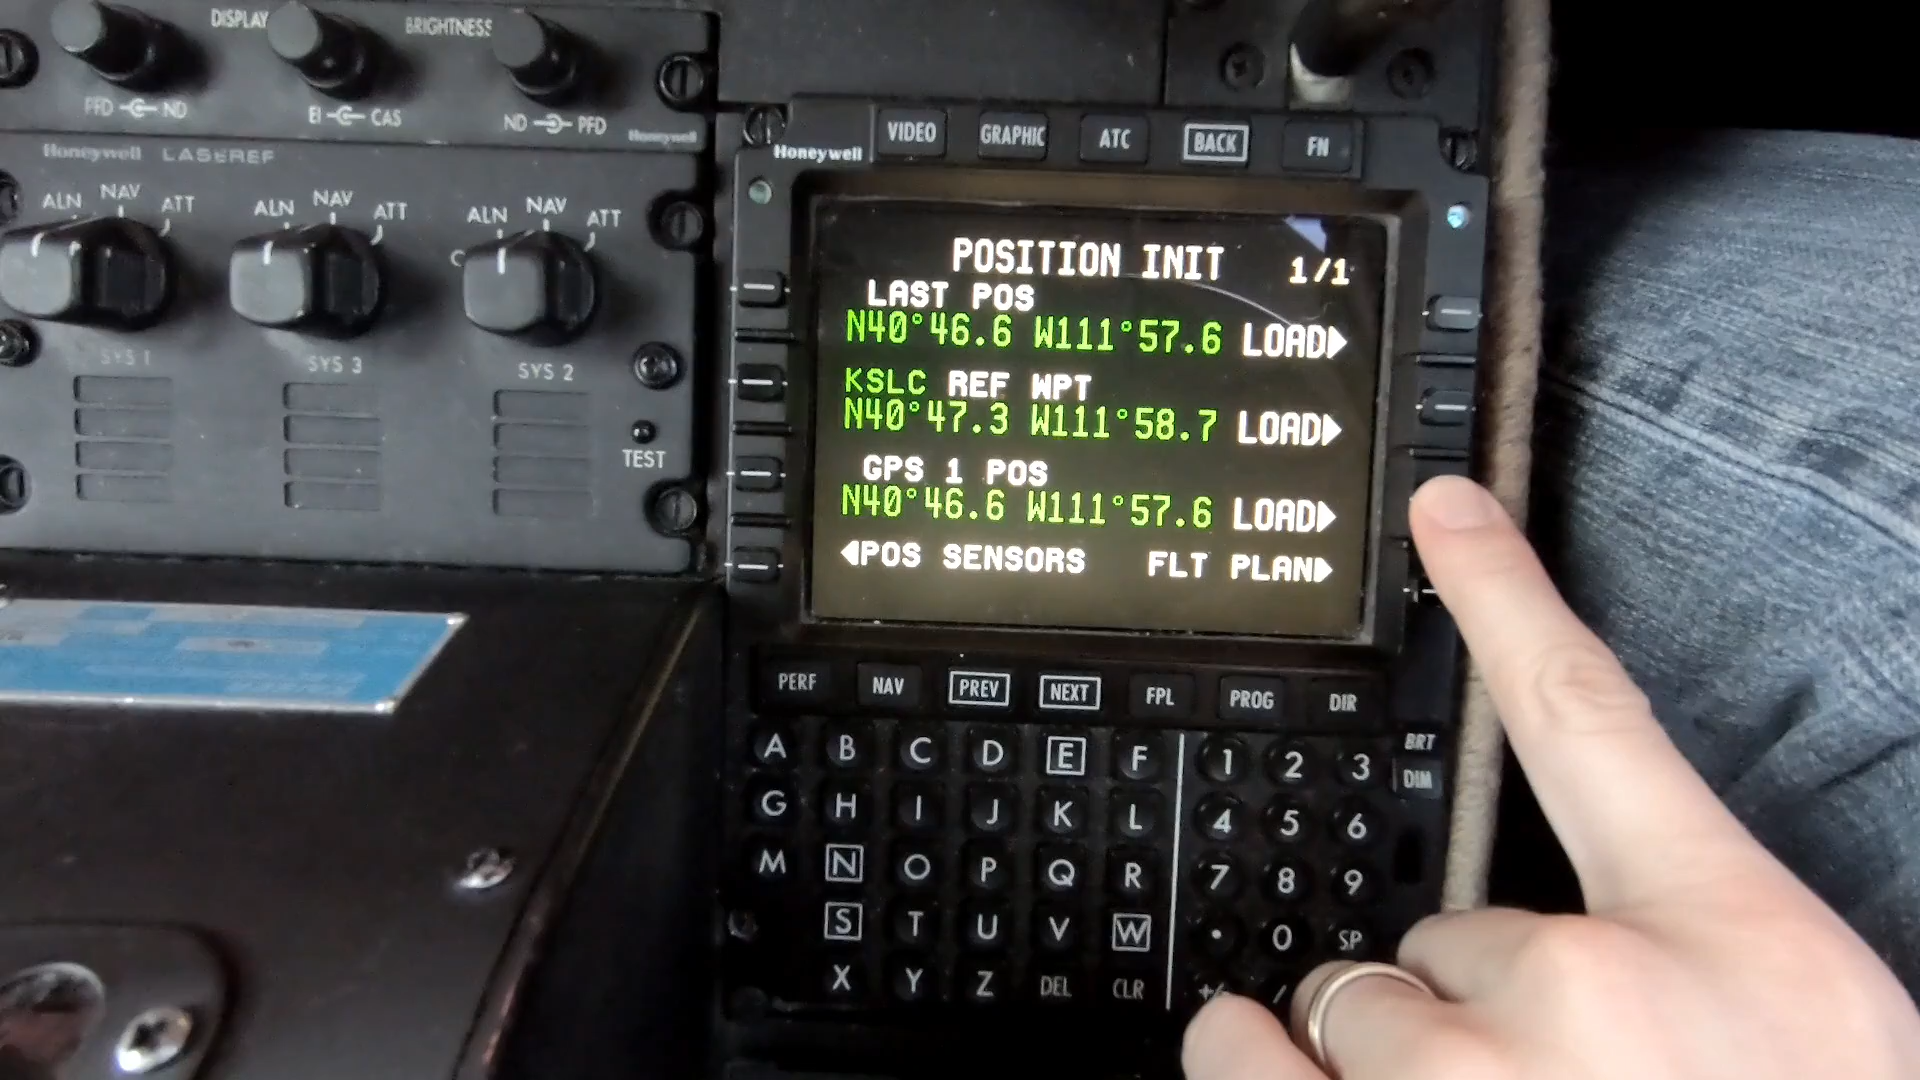 DISPLAY BRIGHTNESS
PFD ND
EI CAS
ND PFD
Honeywell
Honeywell LASEREF
ALN NAV ATT
ALN NAV ATT
ALN NAV ATT
SYS 1
SYS 3
SYS 2
TEST
VIDEO GRAPHIC ATC BACK FN
Honeywell
POSITION INIT 1/1
LAST POS
N40°46.6 W111°57.6 LOAD
KSLC REF WPT
N40°47.3 W111°58.7 LOAD
GPS 1 POS
N40°46.6 W111°57.6 LOAD
POS SENSORS FLT PLAN
PERF NAV PREV NEXT FPL PROG DIR
BRT
DIM
A B C D E F 1 2 3
G H I J K L 4 5 6
M N O P Q R 7 8 9
S T U V W . 0 SP
X Y Z DEL CLR +/- /